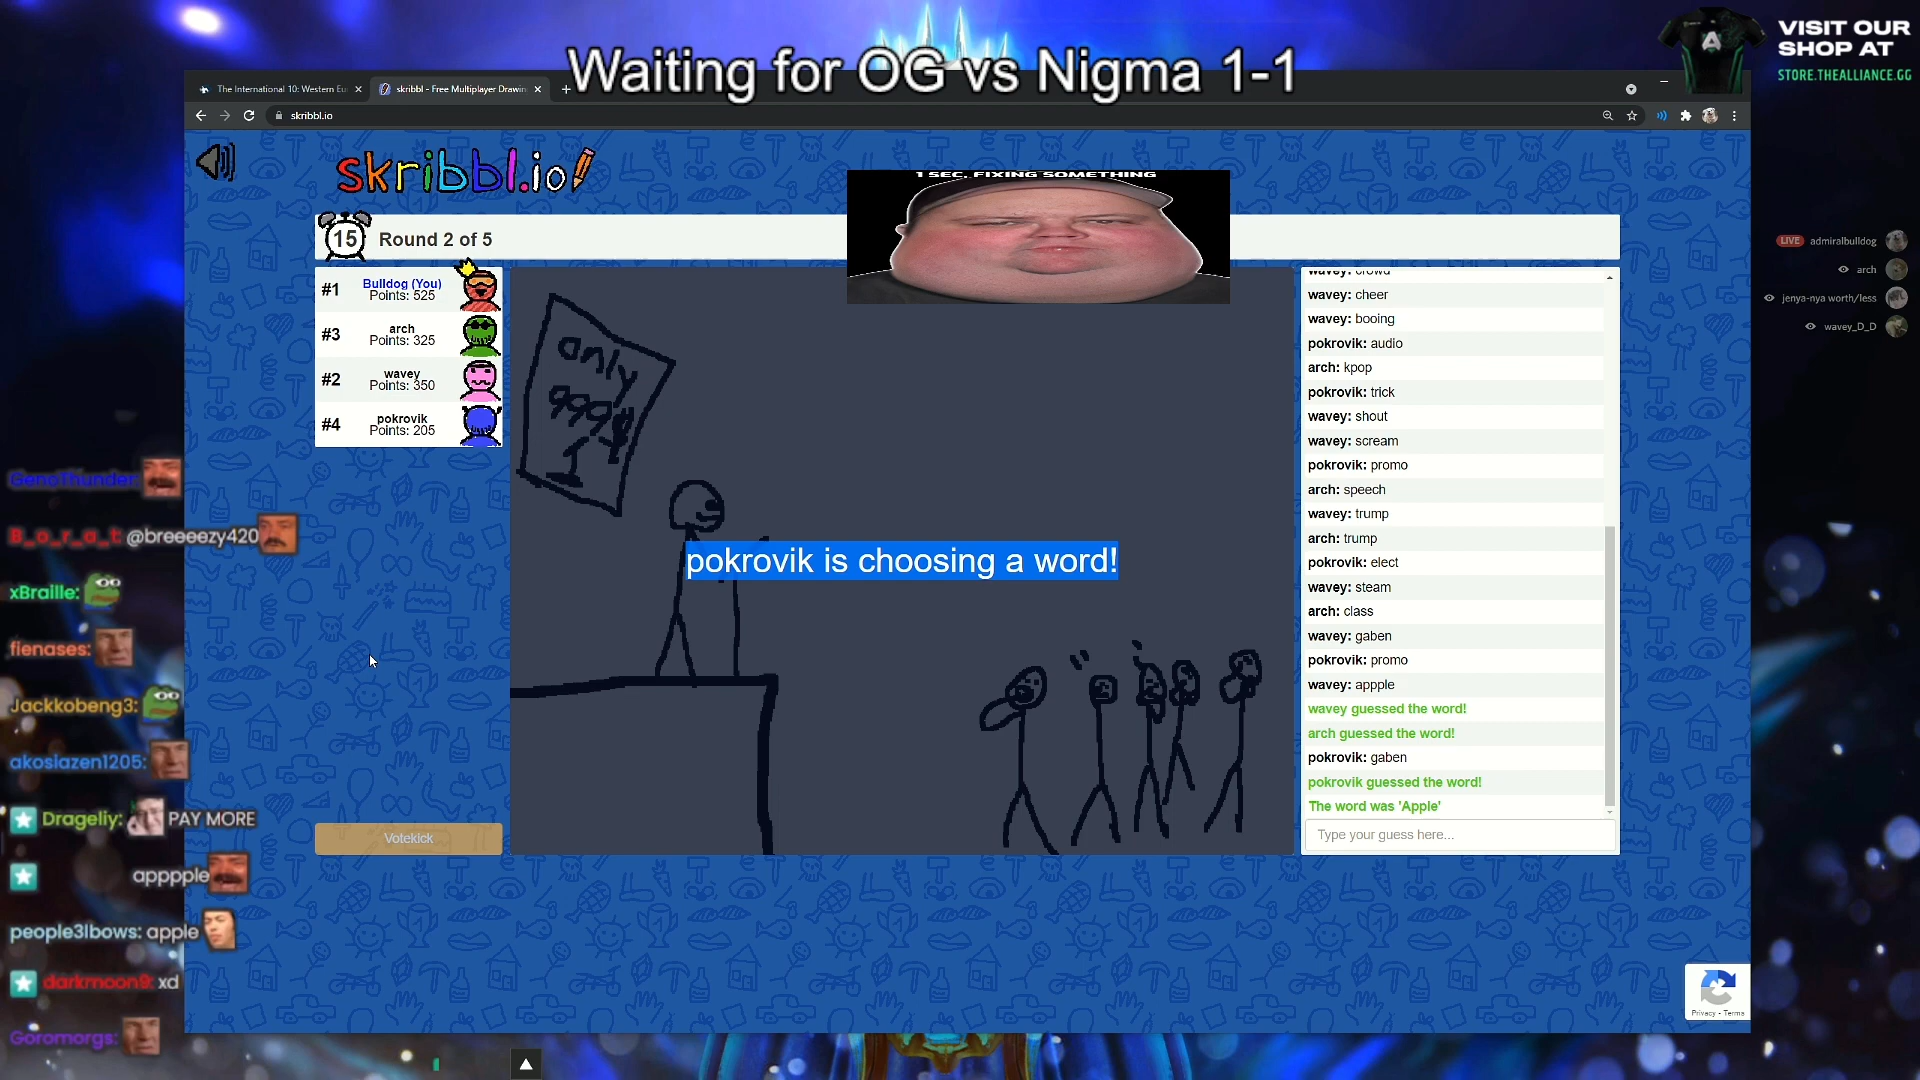 Waiting for OG vs Nigma 1-1
VISIT OUR
SHOP AT
STORE.THEALLIANCE.GG
The International 10: Western Eu
skribbl - Free Multiplayer Drawin
skribbl.io
skribbl.io
1 SEC. FIXING SOMETHING
15
Round 2 of 5
#1
Bulldog (You)
Points: 525
#3
arch
Points: 325
#2
wavey
Points: 350
#4
pokrovik
Points: 205
only
999$
pokrovik is choosing a word!
Votekick
wavey: crowd
wavey: cheer
wavey: booing
pokrovik: audio
arch: kpop
pokrovik: trick
wavey: shout
wavey: scream
pokrovik: promo
arch: speech
wavey: trump
arch: trump
pokrovik: elect
wavey: steam
arch: class
wavey: gaben
pokrovik: promo
wavey: appple
wavey guessed the word!
arch guessed the word!
pokrovik: gaben
pokrovik guessed the word!
The word was 'Apple'
Type your guess here...
LIVE admiralbulldog
arch
jenya-nya worth/less
wavey_D_D
GenoThunder:
B_o_r_a_t: @breeeezy420
xBraille:
fienases:
Jackkobeng3:
akoslazen1205:
Drageliy: PAY MORE
apppple
people3lbows: apple
darkmoon9: xd
Goromorgs:
Privacy - Terms